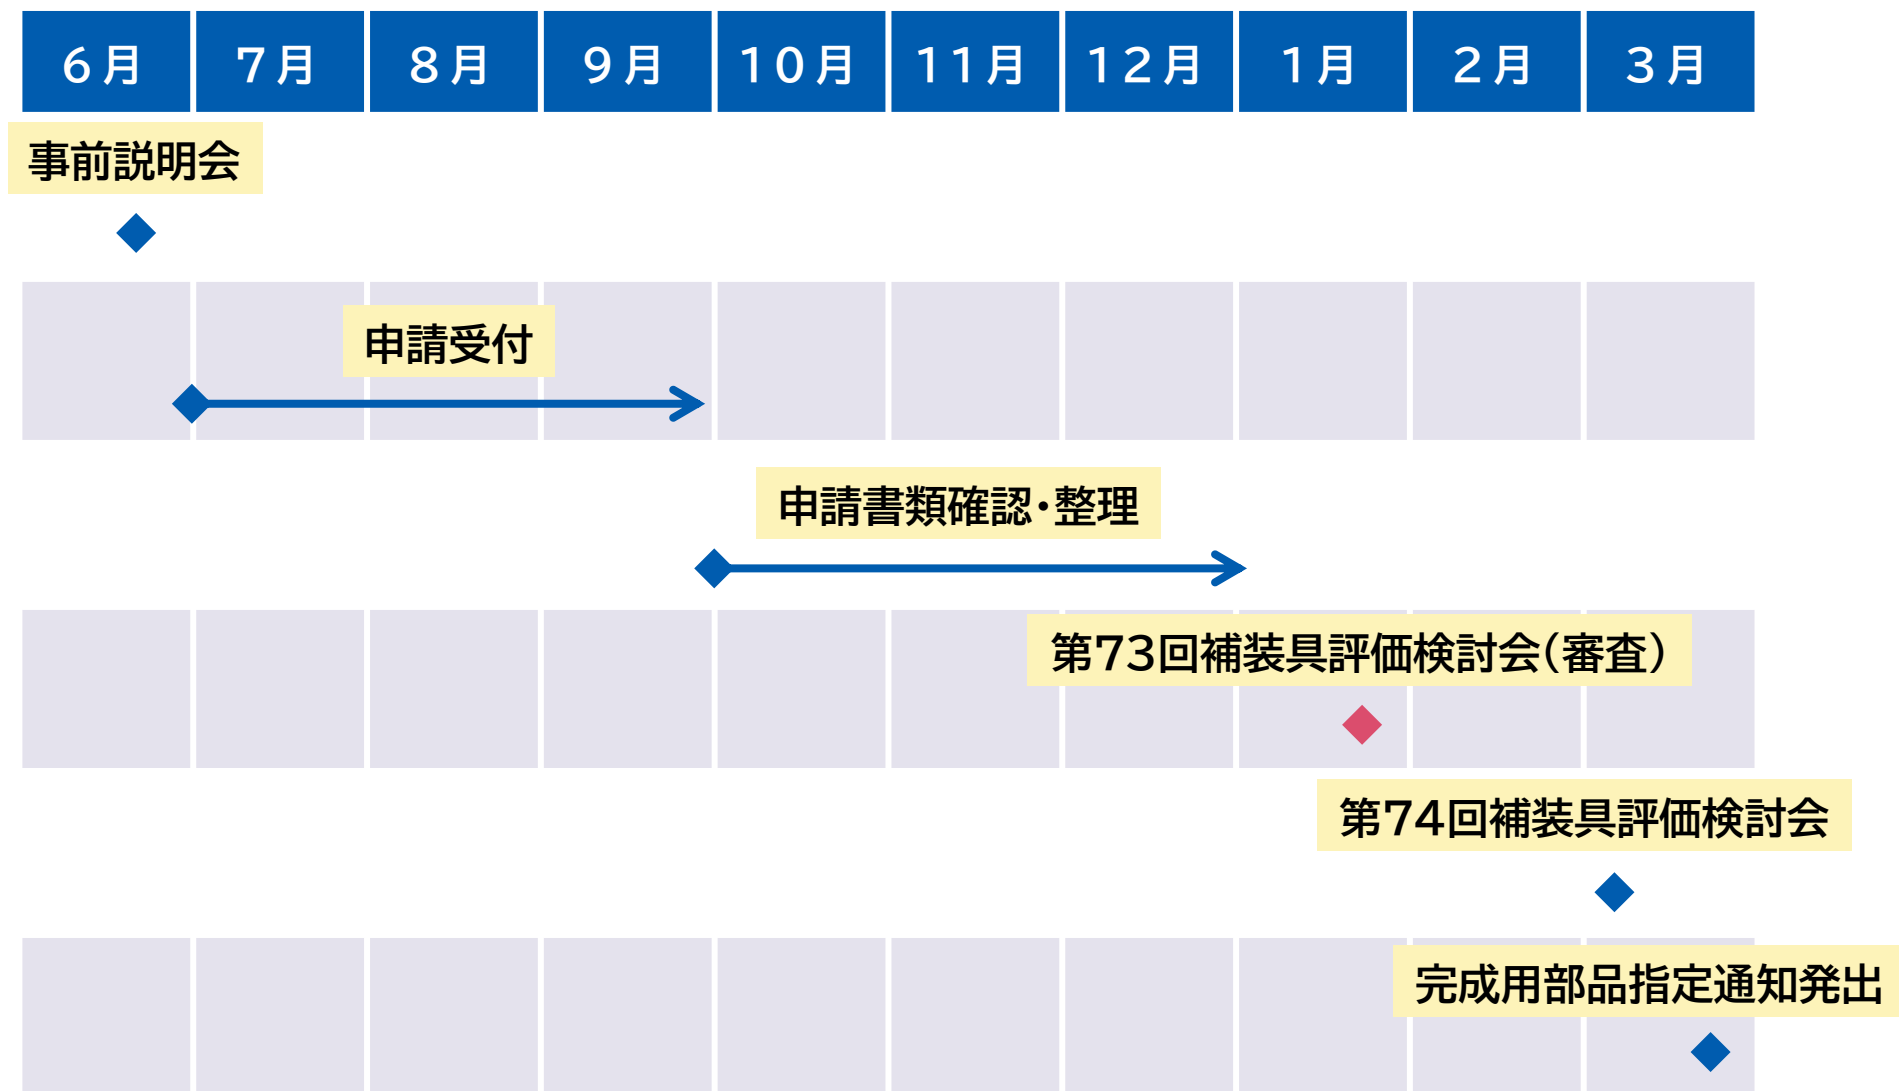 6月 7月 8月 9月 10月 11月 12月 1月 2月 3月
事前説明会
申請受付
申請書類確認・整理
第73回補装具評価検討会(審査)
第74回補装具評価検討会
完成用部品指定通知発出